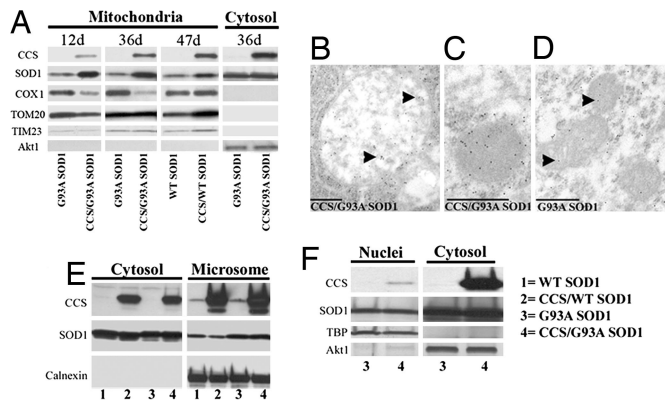 A
Mitochondria Cytosol
12d 36d 47d 36d
CCS
SOD1
COX1
TOM20
TIM23
Akt1
G93A SOD1
CCS/G93A SOD1
G93A SOD1
CCS/G93A SOD1
WT SOD1
CCS/WT SOD1
G93A SOD1
CCS/G93A SOD1
B
CCS/G93A SOD1
C
CCS/G93A SOD1
D
G93A SOD1
E
Cytosol Microsome
CCS
SOD1
Calnexin
1 2 3 4 1 2 3 4
F
Nuclei Cytosol
CCS
SOD1
TBP
Akt1
3 4 3 4
1= WT SOD1
2= CCS/WT SOD1
3= G93A SOD1
4= CCS/G93A SOD1